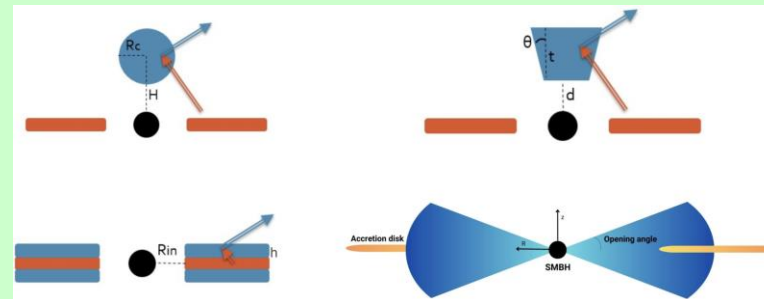 Rc
H
θ
t
d
Rin
h
Accretion disk
z
R
Opening angle
SMBH